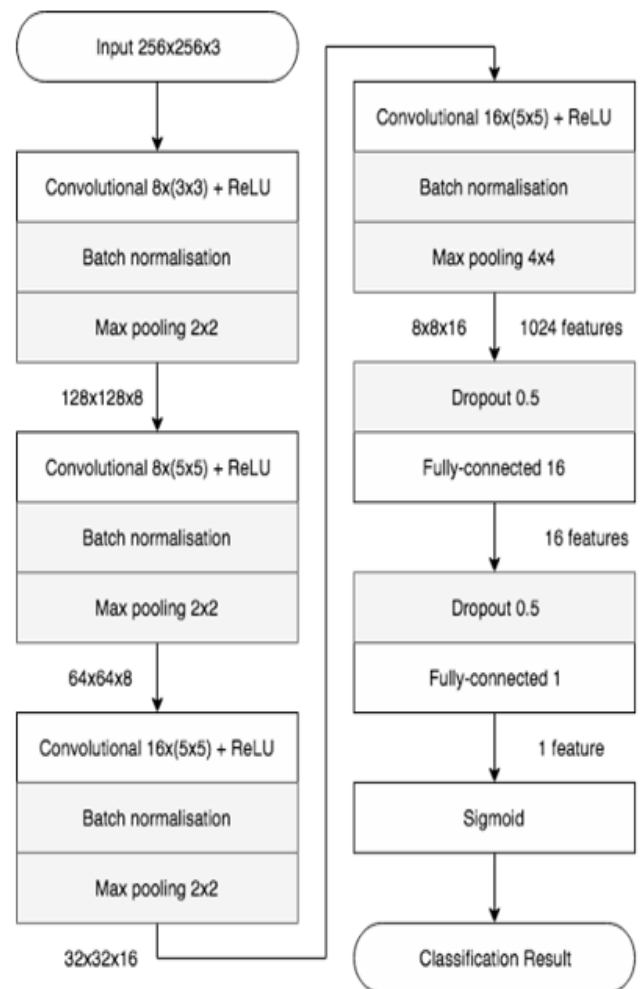 Input 256x256x3
Convolutional 8x(3x3) + ReLU
Batch normalisation
Max pooling 2x2
128x128x8
Convolutional 8x(5x5) + ReLU
Batch normalisation
Max pooling 2x2
64x64x8
Convolutional 16x(5x5) + ReLU
Batch normalisation
Max pooling 2x2
32x32x16
Convolutional 16x(5x5) + ReLU
Batch normalisation
Max pooling 4x4
8x8x16 1024 features
Dropout 0.5
Fully-connected 16
16 features
Dropout 0.5
Fully-connected 1
1 feature
Sigmoid
Classification Result